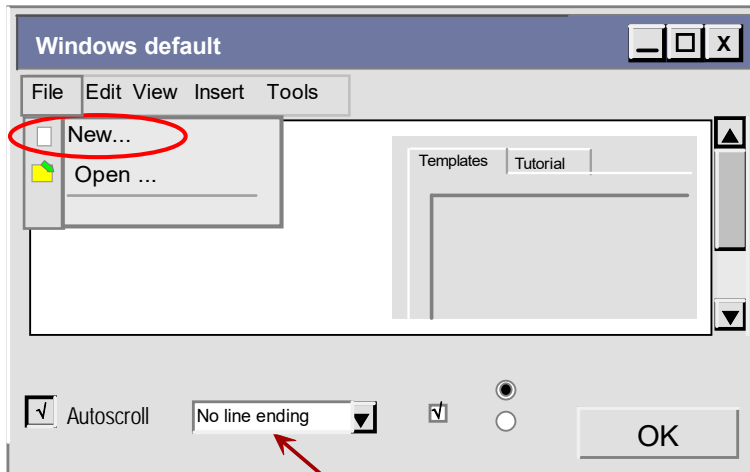 Windows default
X
File Edit View Insert Tools
New...
Open ...
Templates Tutorial
Autoscroll
No line ending
OK